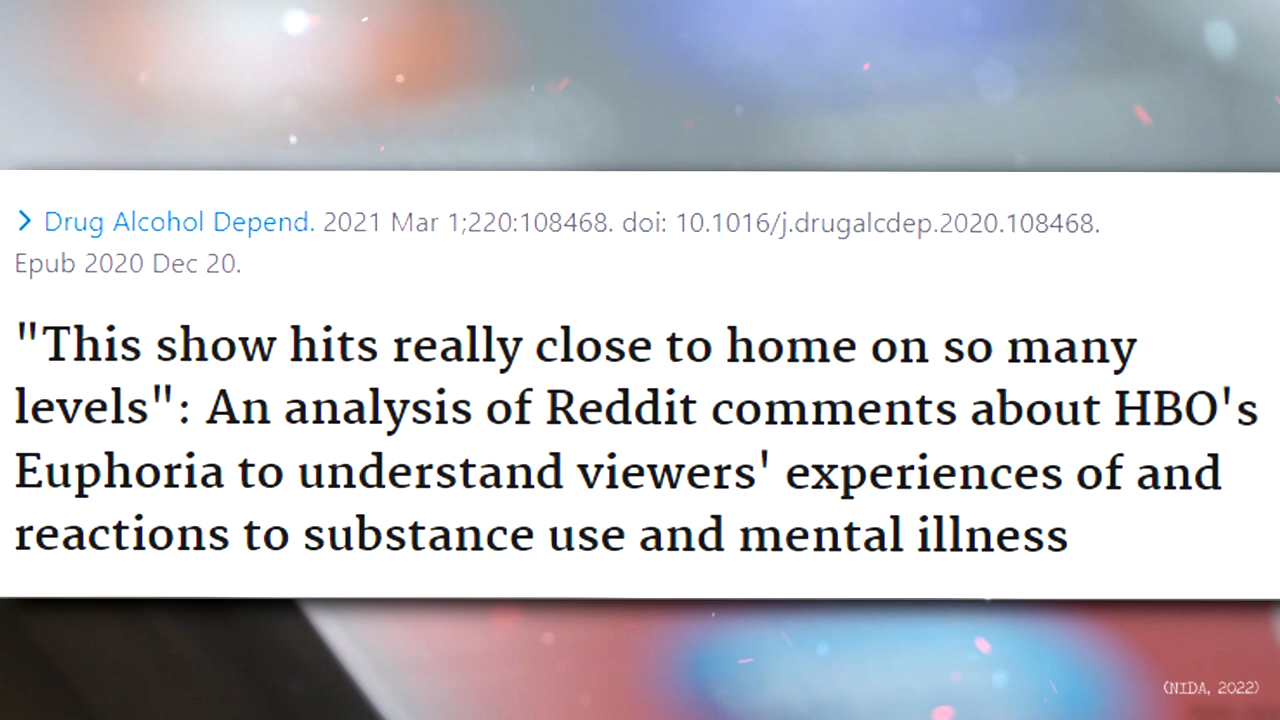 > Drug Alcohol Depend. 2021 Mar 1;220:108468. doi: 10.1016/j.drugalcdep.2020.108468.
Epub 2020 Dec 20.
"This show hits really close to home on so many
levels": An analysis of Reddit comments about HBO's
Euphoria to understand viewers' experiences of and
reactions to substance use and mental illness
(NIDA, 2022)